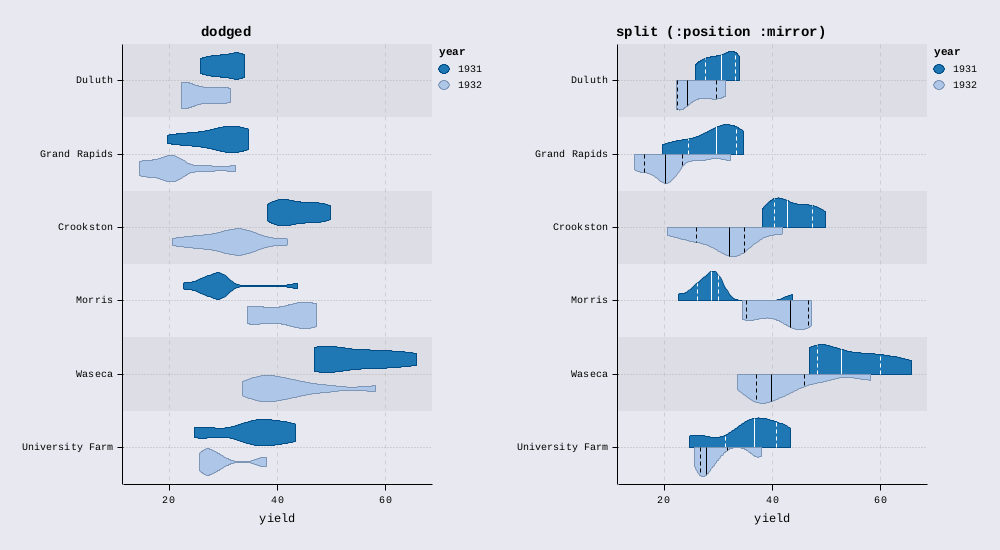 dodged
year
1931
1932
Duluth
Grand Rapids
Crookston
Morris
Waseca
University Farm
20 40 60
yield
split (:position :mirror)
year
1931
1932
Duluth
Grand Rapids
Crookston
Morris
Waseca
University Farm
20 40 60
yield